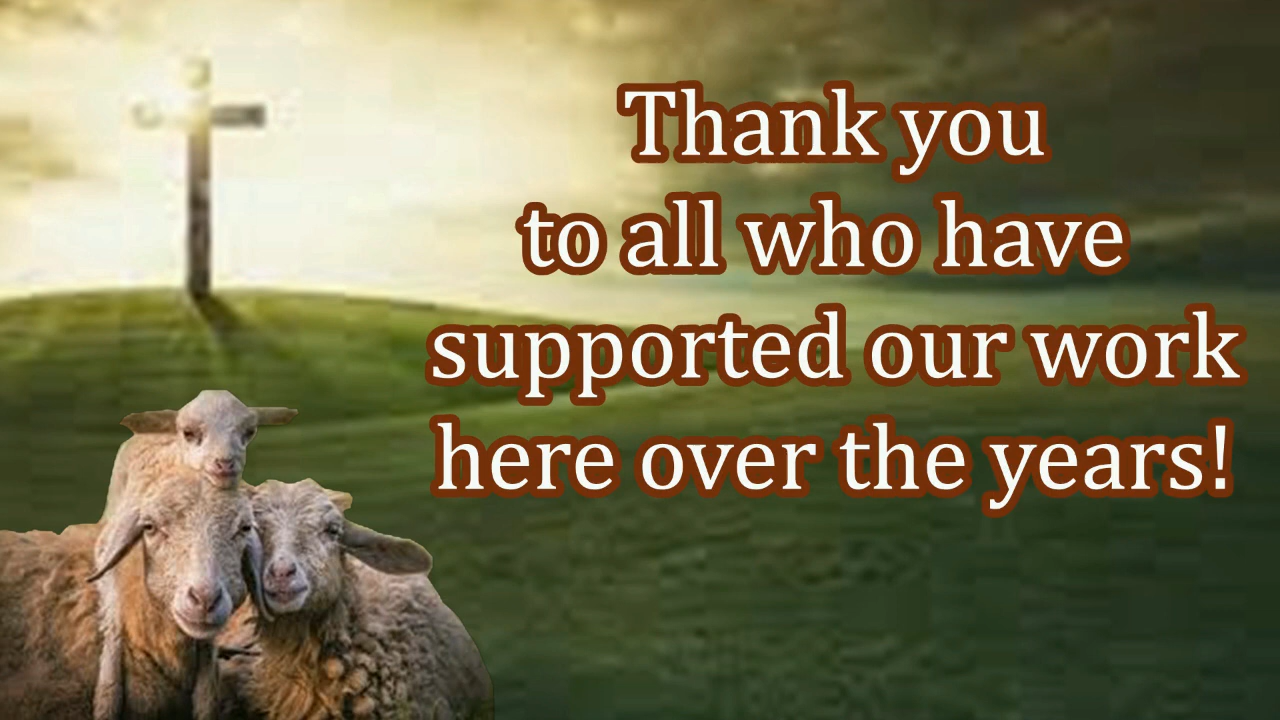 Thank you
to all who have
supported our work
here over the years!